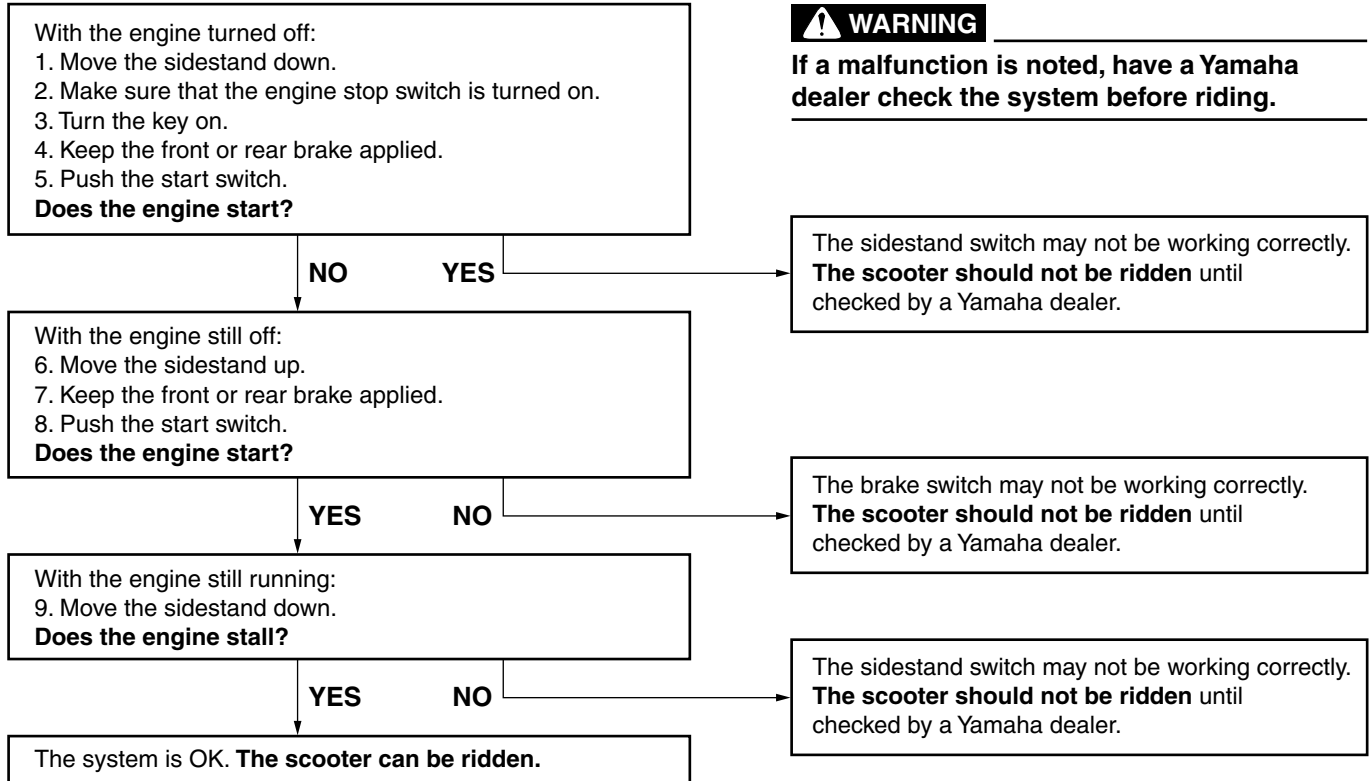 With the engine turned off:
1. Move the sidestand down.
2. Make sure that the engine stop switch is turned on.
3. Turn the key on.
4. Keep the front or rear brake applied.
5. Push the start switch.
Does the engine start?
WARNING
If a malfunction is noted, have a Yamaha
dealer check the system before riding.
NO YES
The sidestand switch may not be working correctly.
The scooter should not be ridden until
checked by a Yamaha dealer.
With the engine still off:
6. Move the sidestand up.
7. Keep the front or rear brake applied.
8. Push the start switch.
Does the engine start?
YES NO
The brake switch may not be working correctly.
The scooter should not be ridden until
checked by a Yamaha dealer.
With the engine still running:
9. Move the sidestand down.
Does the engine stall?
YES NO
The sidestand switch may not be working correctly.
The scooter should not be ridden until
checked by a Yamaha dealer.
The system is OK. The scooter can be ridden.